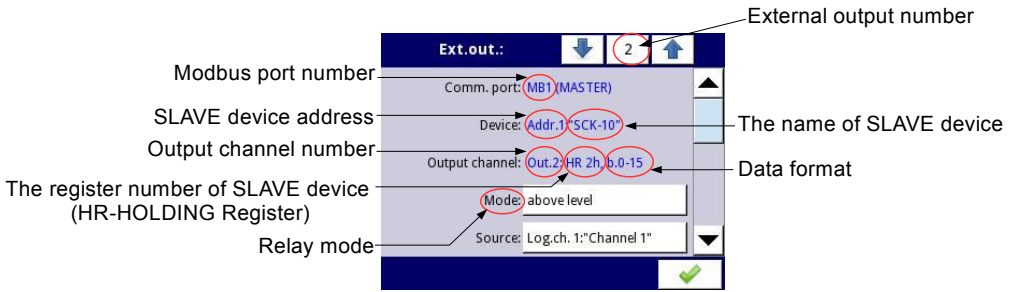 External output number
Ext.out.: 2
Modbus port number
Comm. port: MB1 (MASTER)
SLAVE device address
Device: Addr.1:"SCK-10"
The name of SLAVE device
Output channel number
Output channel: Out.2: HR 2h, b.0-15
Data format
The register number of SLAVE device
(HR-HOLDING Register)
Mode: above level
Relay mode
Source: Log.ch. 1:"Channel 1"